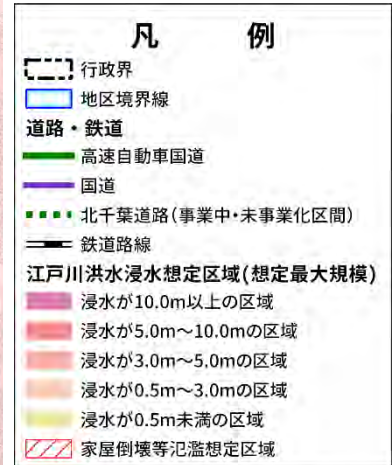 凡 例
行政界
地区境界線
道路・鉄道
高速自動車国道
国道
北千葉道路(事業中・未事業化区間)
鉄道路線
江戸川洪水浸水想定区域(想定最大規模)
浸水が10.0m以上の区域
浸水が5.0m～10.0mの区域
浸水が3.0m～5.0mの区域
浸水が0.5m～3.0mの区域
浸水が0.5m未満の区域
家屋倒壊等氾濫想定区域